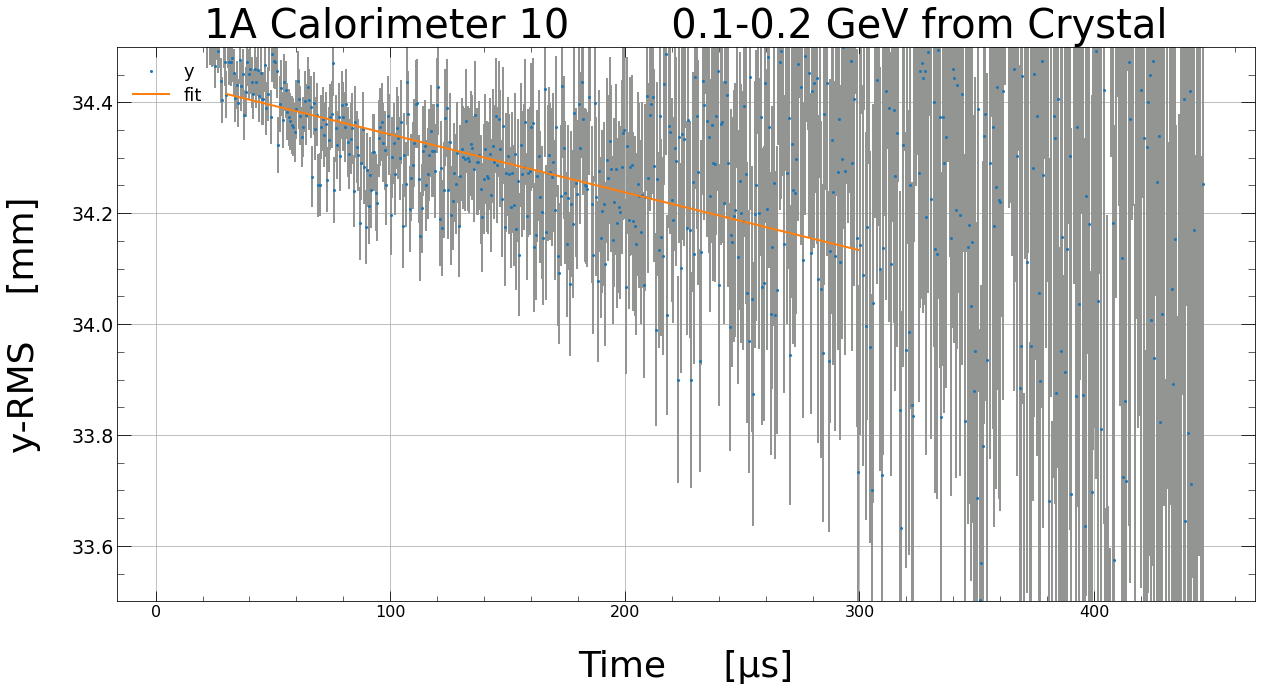 1A Calorimeter 10 0.1-0.2 GeV from Crystal
y
fit
y-RMS [mm]
34.4
34.2
34.0
33.8
33.6
0 100 200 300 400
Time [μs]